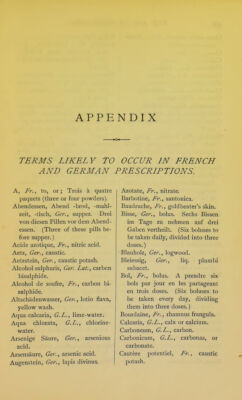 APPENDIX
TERMS LIKELY TO OCCUR IN FRENCH
AND GERMAN PRESCRIPTIONS.
A, Fr., to, or; Trois à quatre
paquets (three or four powders).
Abendessen, Abend -brod, -mahl-
zeit, -tisch, Ger., supper. Drei
von diesen Pillen vor dem Abend-
essen. (Three of these pills be-
fore supper.)
Acide azotique, Fr., nitric acid.
Aetz, Ger., caustic.
Aetzstein, Ger., caustic potash.
Alcohol sulphuris, Ger. Lat., carbon
bisulphide.
Alcohol de soufre, Fr., carbon bi-
sulphide.
Altschädenwasser, Ger., lotio flava,
yellow wash.
Aqua calcaria, G.L., lime-water.
Aqua chlorata, G.L., chlorine-
water.
Arsenige Säure, Ger., arsenious
acid.
Arsensäure, Ger., arsenic acid.
Augenstein, Ger., lapis divinus.
Azotate, Fr., nitrate.
Barbotine, Fr., santonica.
Baudruche, Fr., goldbeater's skin.
Bisse, Ger., bolus. Sechs Bissen
im Tage zu nehmen auf drei
Gaben vertheilt. (Six boluses to
be taken daily, divided into three
doses.)
Blauholz, Ger., logwood.
Bleiessig, Ger., liq. plumbi
subacet.
Bol, Fr., bolus. A prendre six
bols par jour en les partageant
en trois doses. (Six boluses to
be taken every day, dividing
them into three doses.)
Bourdaine, Fr., rhamnus frangula.
Calcaria, G.L., calx or calcium.
Carboneum, G.L., carbon.
Carbonicum, G.L., carbonas, or
carbonate.
Cautère potentiel, Fr., caustic
potash.